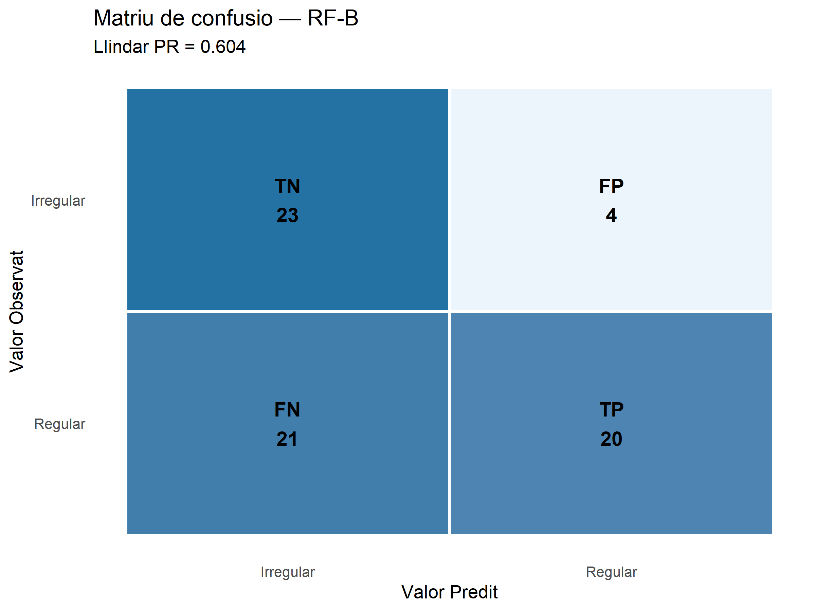 Matriu de confusio — RF-B
Llindar PR = 0.604
Irregular
TN
23
FP
4
Valor Observat
Regular
FN
21
TP
20
Irregular
Regular
Valor Predit